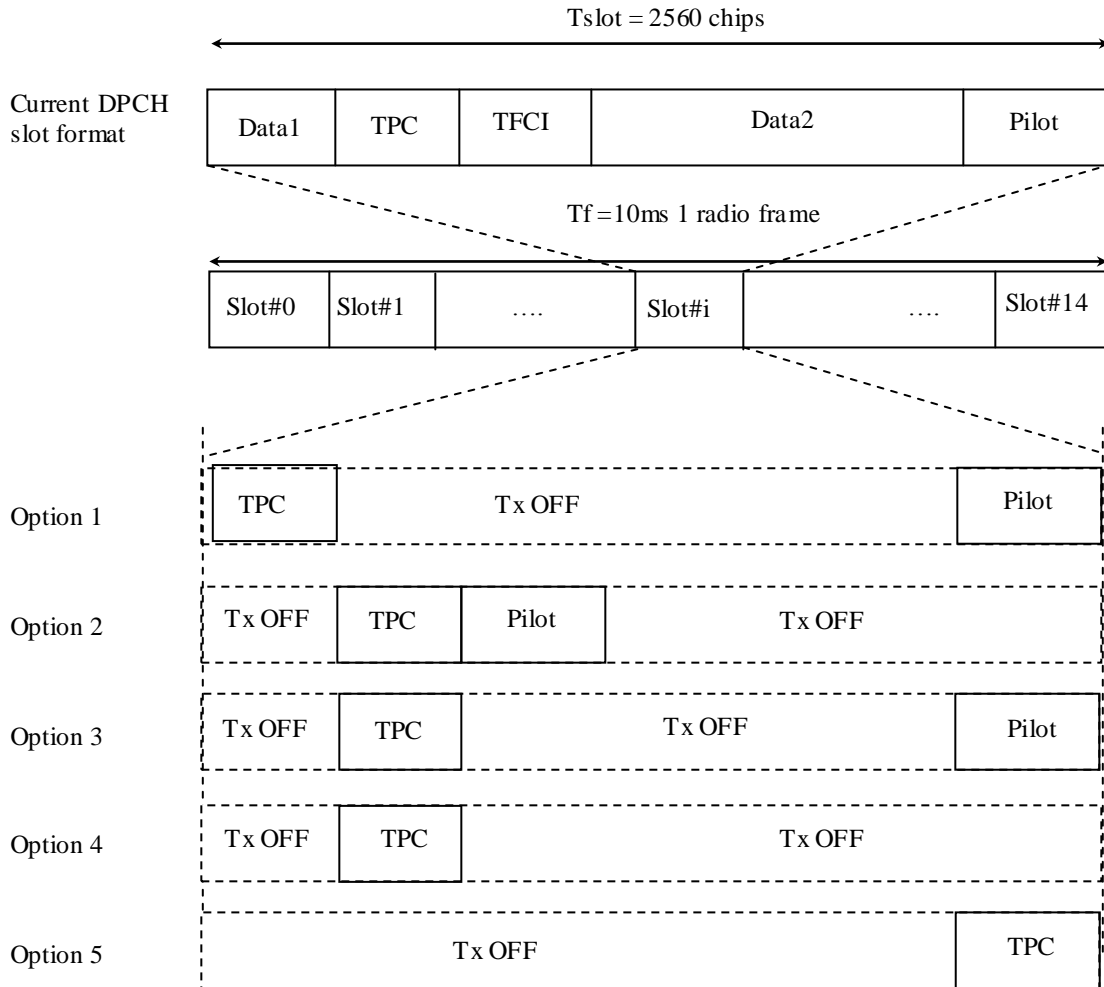 Tslot = 2560 chips
Current DPCH
slot format
Data1 TPC TFCI Data2 Pilot
Tf =10ms 1 radio frame
Slot#0 Slot#1 .... Slot#i .... Slot#14
Option 1 TPC Tx OFF Pilot
Option 2 Tx OFF TPC Pilot Tx OFF
Option 3 Tx OFF TPC Tx OFF Pilot
Option 4 Tx OFF TPC Tx OFF
Option 5 Tx OFF TPC